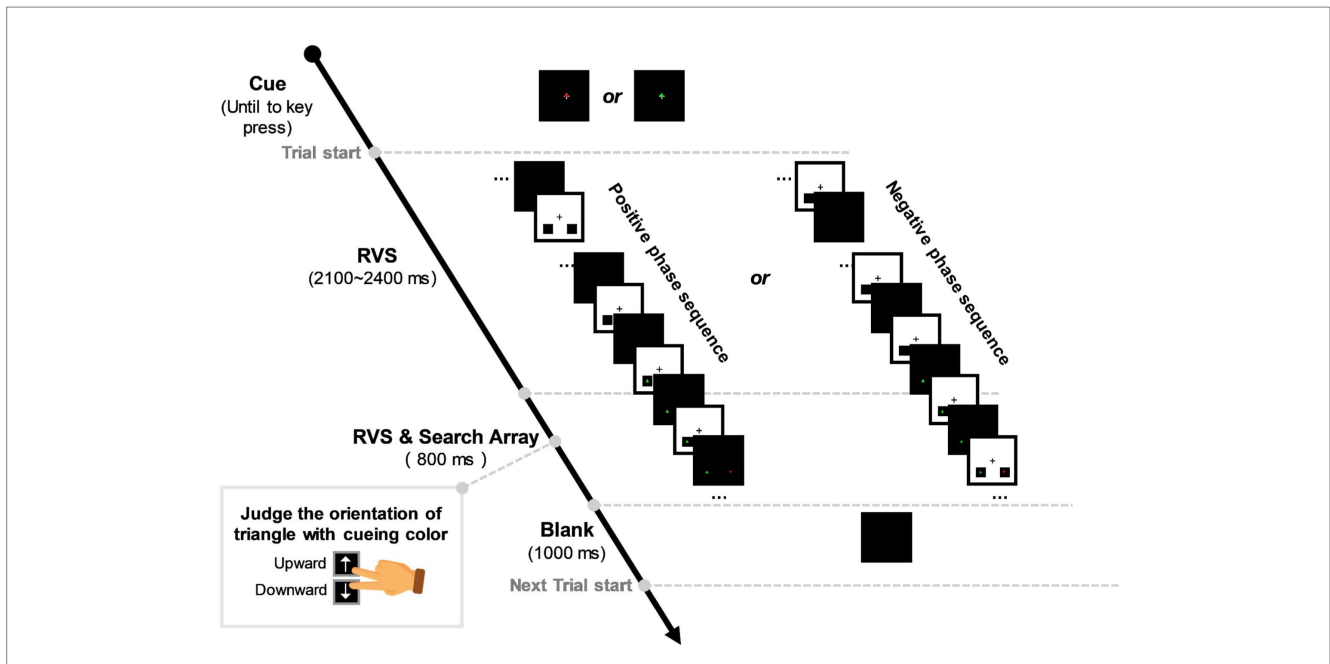 Cue
(Until to key
press)
or
Trial start
...
...
Positive phase sequence
Negative phase sequence
RVS
(2100~2400 ms)
...
or
...
RVS & Search Array
( 800 ms )
...
...
Judge the orientation of
triangle with cueing color
Upward ↑
Downward ↓
Blank
(1000 ms)
Next Trial start